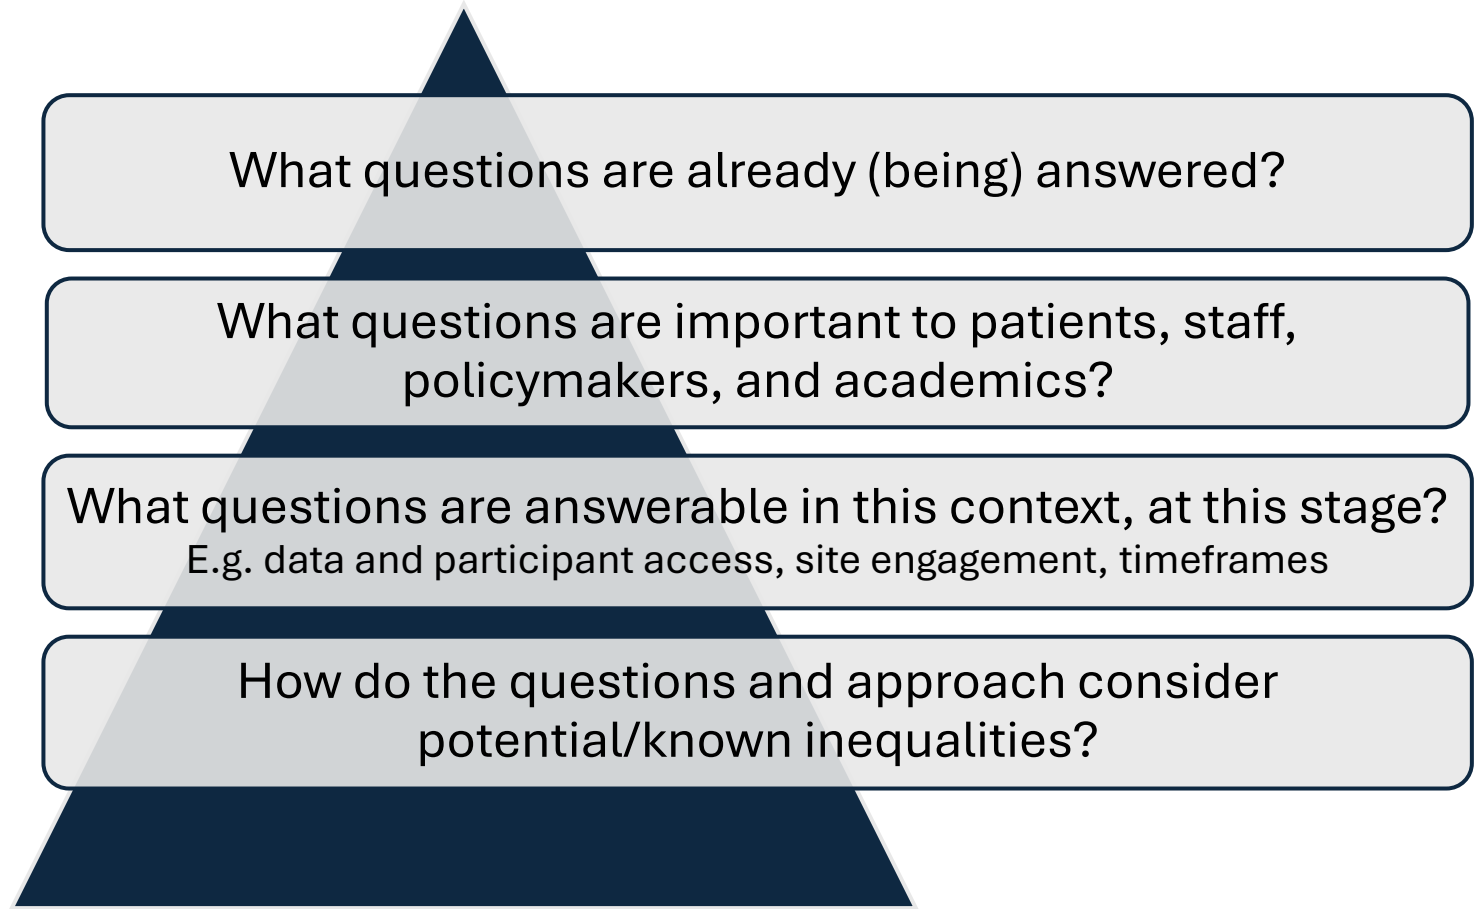 What questions are already (being) answered?
What questions are important to patients, staff,
policymakers, and academics?
What questions are answerable in this context, at this stage?
E.g. data and participant access, site engagement, timeframes
How do the questions and approach consider
potential/known inequalities?